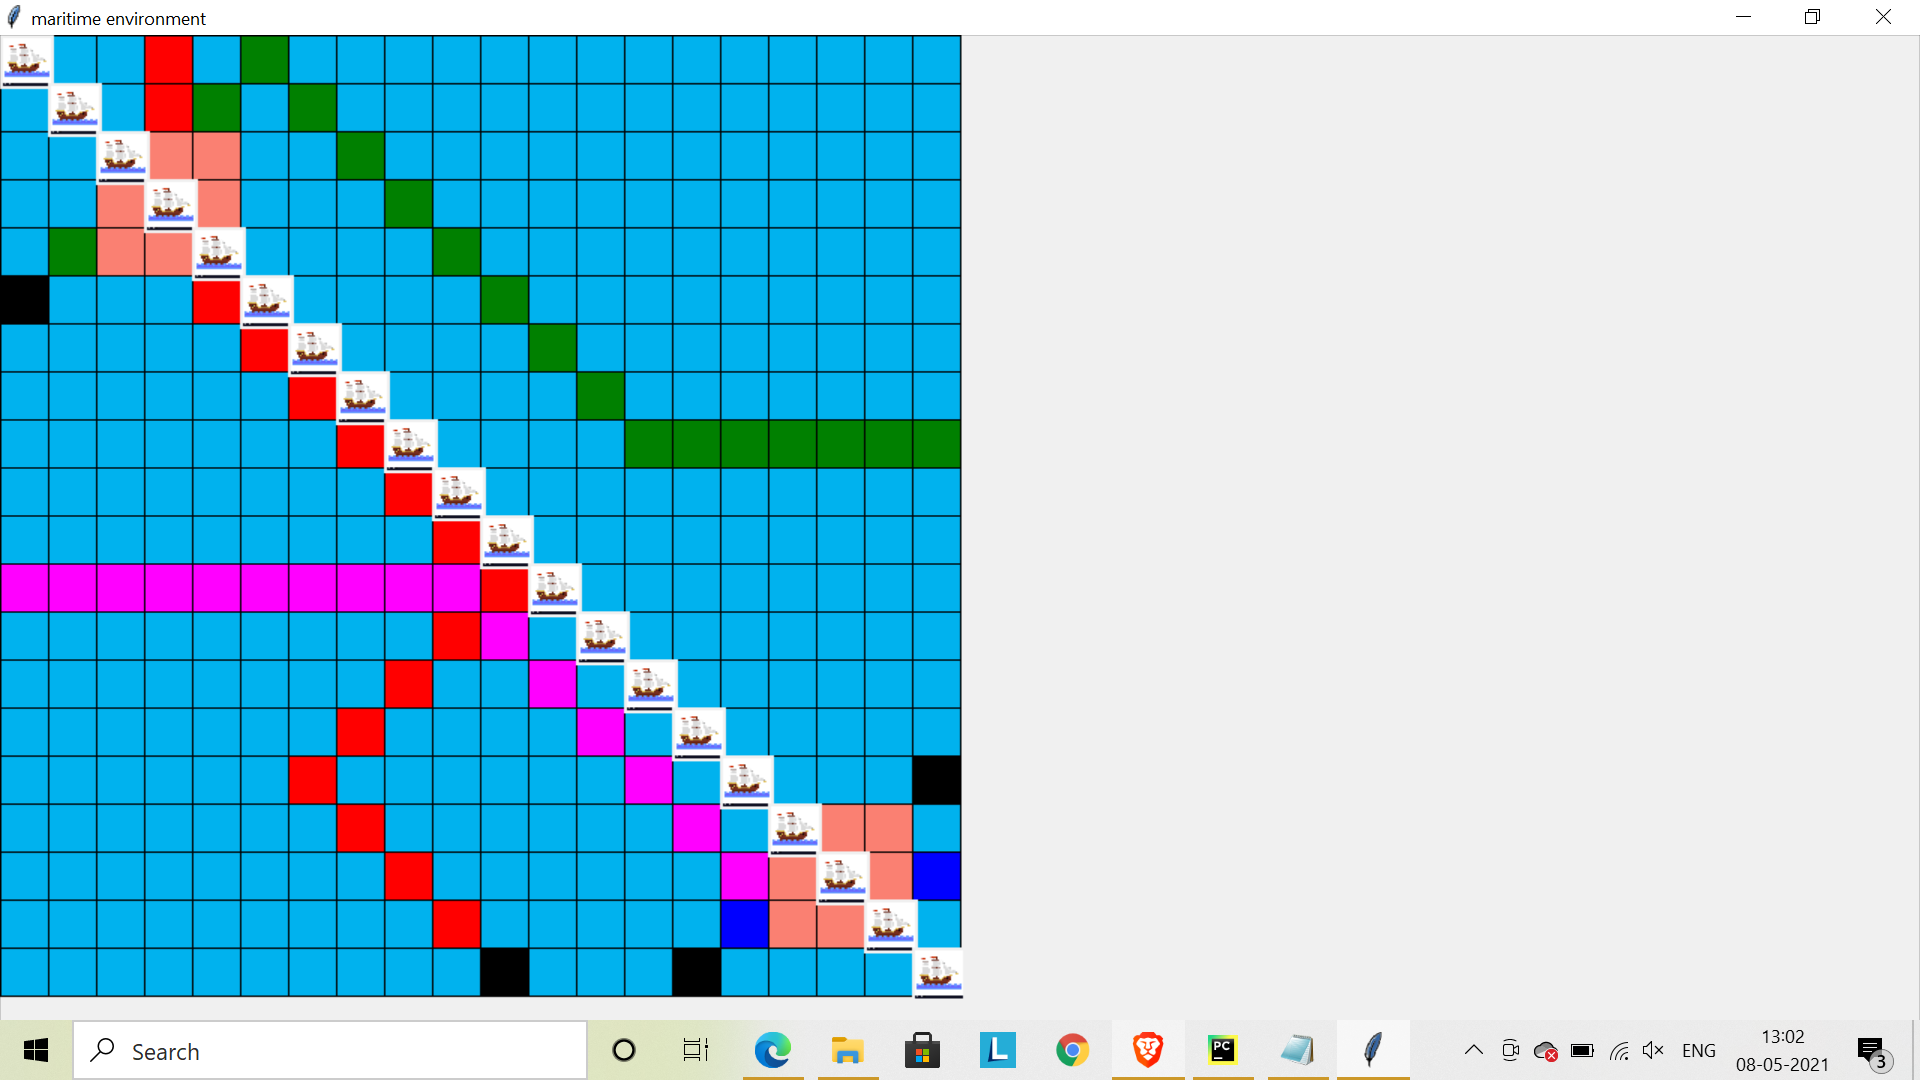 maritime environment
Search
L
PC
ENG
13:02
08-05-2021
3